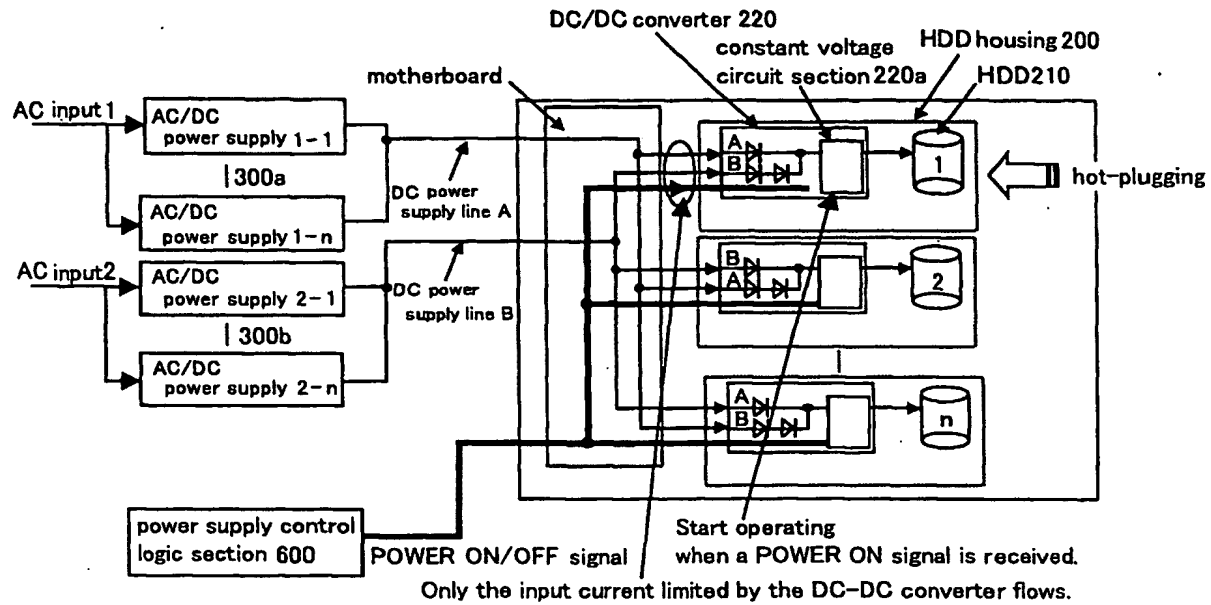 DC/DC converter 220
constant voltage
circuit section 220a
HDD housing 200
HDD210
motherboard
AC input 1
AC/DC
power supply 1-1
300a
AC/DC
power supply 1-n
DC power
supply line A
AC input2
AC/DC
power supply 2-1
300b
AC/DC
power supply 2-n
DC power
supply line B
A
B
1
hot-plugging
B
A
2
A
B
n
power supply control
logic section 600
POWER ON/OFF signal
Start operating
when a POWER ON signal is received.
Only the input current limited by the DC-DC converter flows.